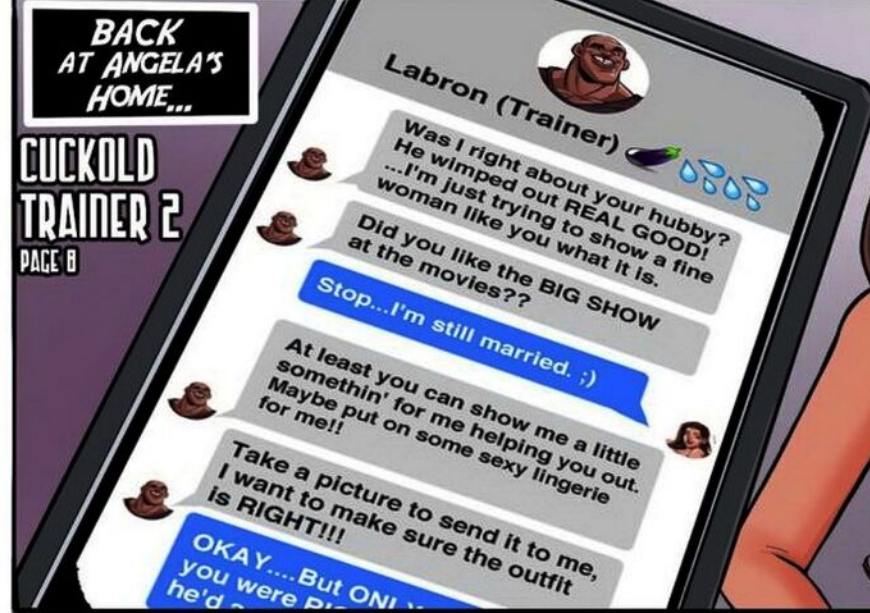 BACK
AT ANGELA'S
HOME...
CUCKOLD
TRAINER 2
PAGE 8
Labron (Trainer) 🍆💦💦
Was I right about your hubby?
He wimped out REAL GOOD!
...I'm just trying to show a fine
woman like you what it is.
Did you like the BIG SHOW
at the movies??
Stop...I'm still married. ;)
At least you can show me a little
somethin' for me helping you out.
Maybe put on some sexy lingerie
for me!!
Take a picture to send it to me,
I want to make sure the outfit
is RIGHT!!!
OKAY....But ONLY
you were
he'd